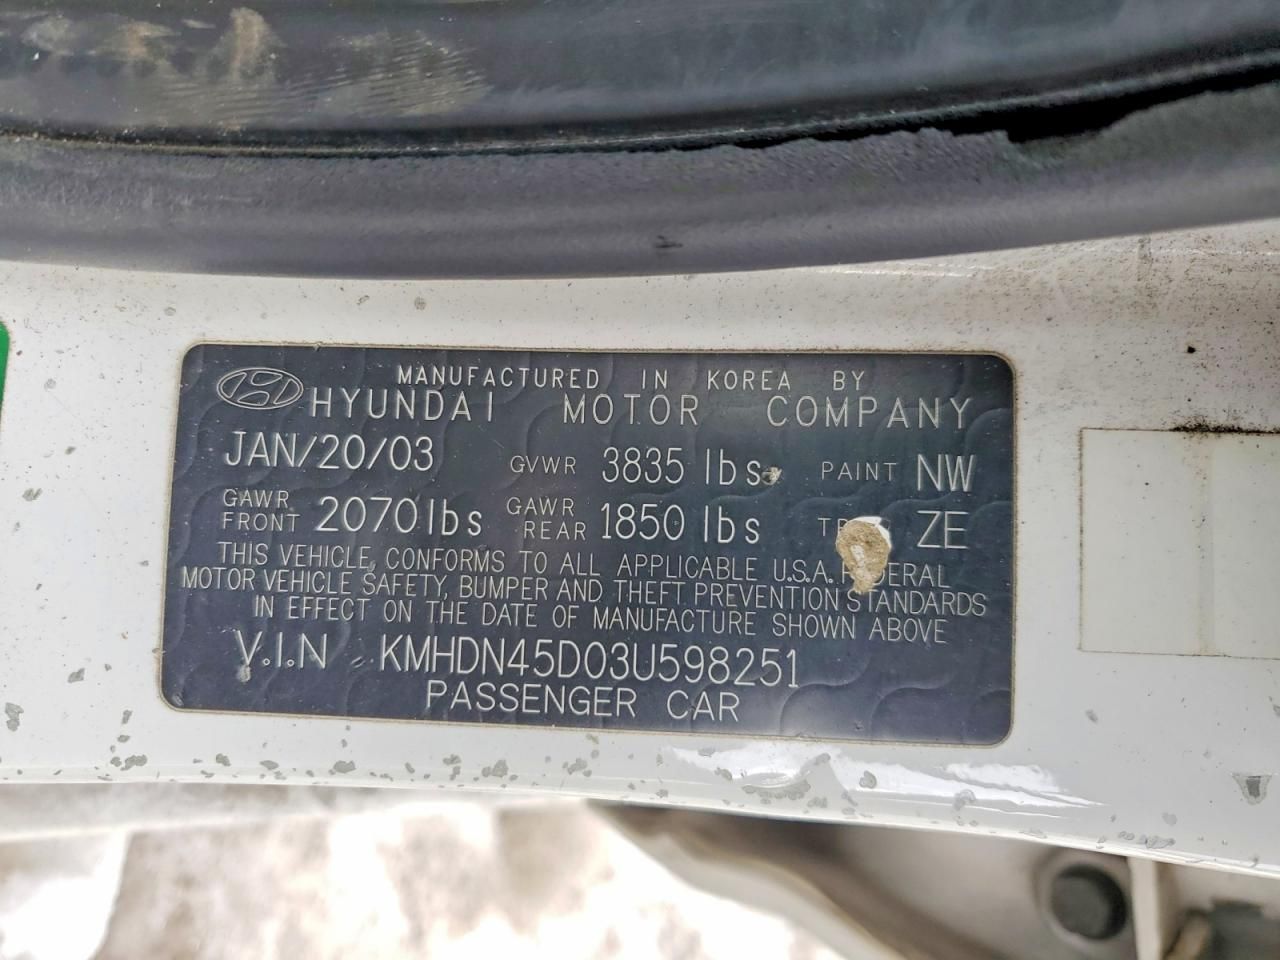 MANUFACTURED IN KOREA BY
HYUNDAI MOTOR COMPANY
JAN/20/03 GVWR 3835 lbs PAINT NW
GAWR FRONT 2070lbs GAWR REAR 1850 lbs ZE
THIS VEHICLE, CONFORMS TO ALL APPLICABLE U.S.A. FEDERAL
MOTOR VEHICLE SAFETY, BUMPER AND THEFT PREVENTION STANDARDS
IN EFFECT ON THE DATE OF MANUFACTURE SHOWN ABOVE
V.I.N KMHDN45D03U598251
PASSENGER CAR